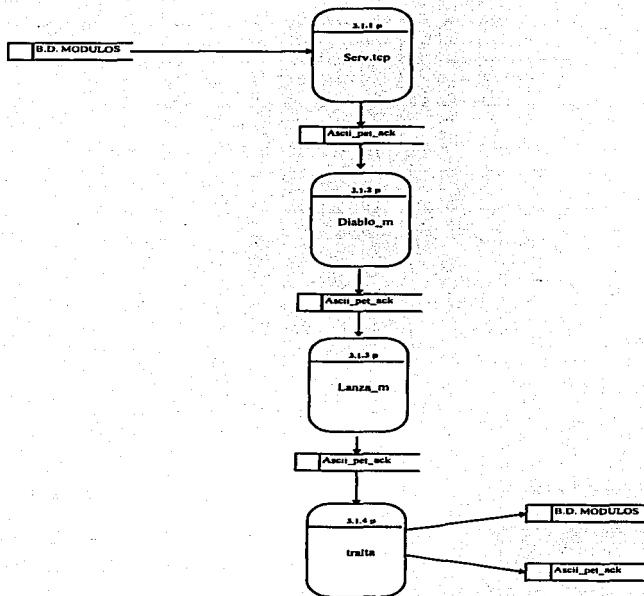 3.1.1 p
B.D. MODULOS
Serv.tcp
Ascii_pet_ack
3.1.2 p
Diablo_m
Ascii_pet_ack
3.1.3 p
Lanza_m
Ascii_pet_ack
3.1.4 p
B.D. MODULOS
traita
Ascii_pet_ack